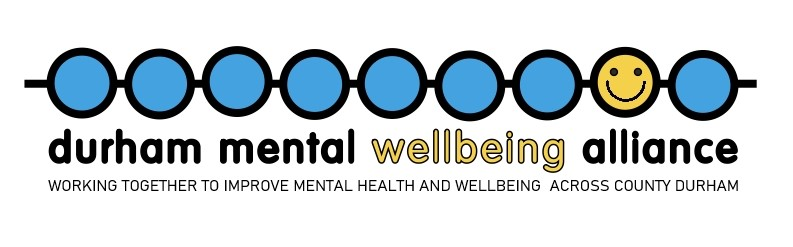 durham mental wellbeing alliance
WORKING TOGETHER TO IMPROVE MENTAL HEALTH AND WELLBEING ACROSS COUNTY DURHAM